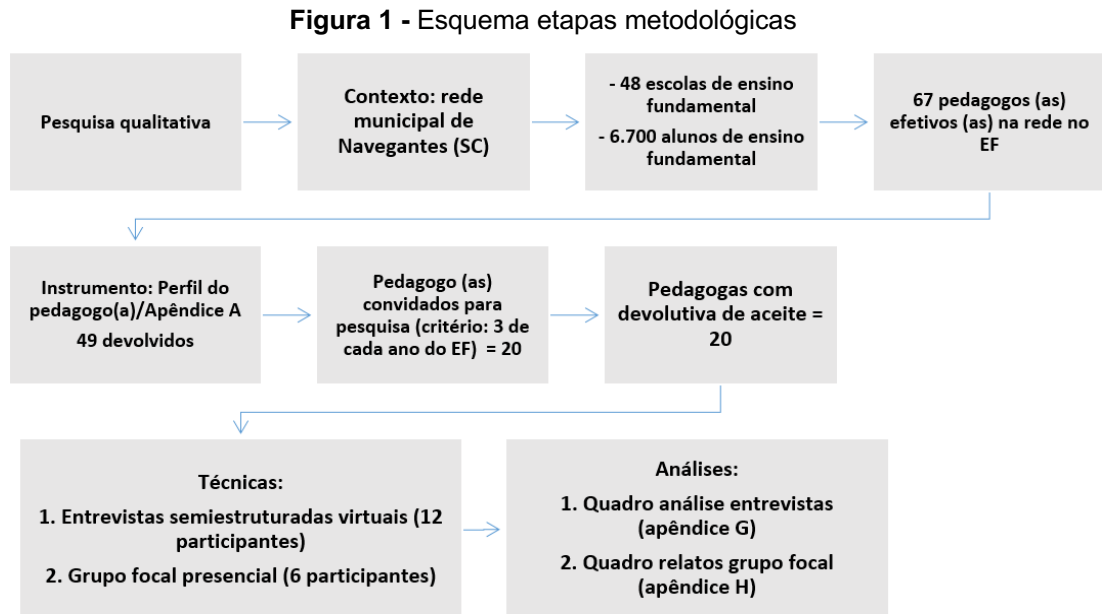 Figura 1 - Esquema etapas metodológicas
Pesquisa qualitativa
Contexto: rede
municipal de
Navegantes (SC)
- 48 escolas de ensino
fundamental
- 6.700 alunos de ensino
fundamental
67 pedagogos (as)
efetivos (as) na rede no
EF
Instrumento: Perfil do
pedagogo(a)/Apêndice A
49 devolvidos
Pedagogo (as)
convidados para
pesquisa (critério: 3 de
cada ano do EF) = 20
Pedagogas com
devolutiva de aceite =
20
Técnicas:
1. Entrevistas semiestruturadas virtuais (12
participantes)
2. Grupo focal presencial (6 participantes)
Análises:
1. Quadro análise entrevistas
(apêndice G)
2. Quadro relatos grupo focal
(apêndice H)